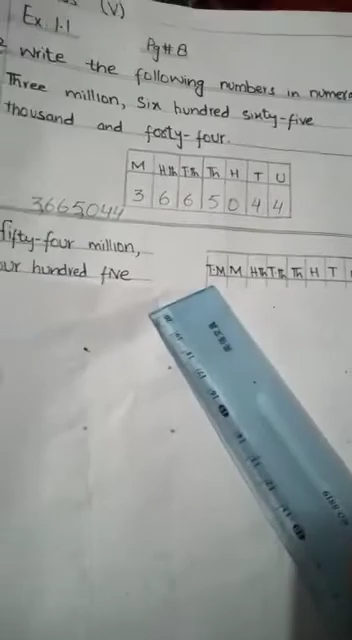 (V)
Ex. 1.1
Pg# 8
Write the following numbers in
Three million, six hundred sixty-five
thousand and forty-four.
M H.th T.th Th H T U
3 6 6 5 0 4 4
3665044
fifty-four million,
hundred five
T.M M H.th T.th Th H T